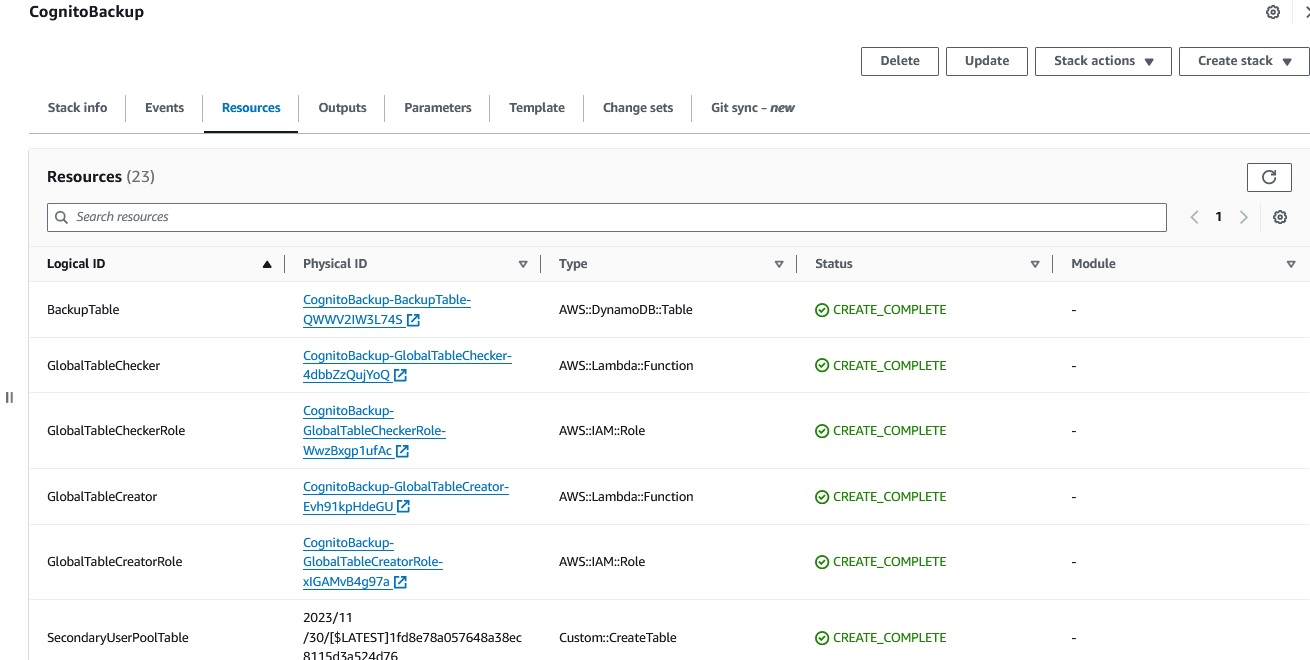 CognitoBackup
Delete
Update
Stack actions
Create stack
Stack info
Events
Resources
Outputs
Parameters
Template
Change sets
Git sync – new
Resources (23)
Search resources
1
Logical ID
Physical ID
Type
Status
Module
BackupTable
CognitoBackup-BackupTable-
QWWV2IW3L74S
AWS::DynamoDB::Table
CREATE_COMPLETE
-
GlobalTableChecker
CognitoBackup-GlobalTableChecker-
4dbbZzQujYoQ
AWS::Lambda::Function
CREATE_COMPLETE
-
GlobalTableCheckerRole
CognitoBackup-
GlobalTableCheckerRole-
WwzBxgp1ufAc
AWS::IAM::Role
CREATE_COMPLETE
-
GlobalTableCreator
CognitoBackup-GlobalTableCreator-
Evh91kpHdeGU
AWS::Lambda::Function
CREATE_COMPLETE
-
GlobalTableCreatorRole
CognitoBackup-
GlobalTableCreatorRole-
xIGAMvB4g97a
AWS::IAM::Role
CREATE_COMPLETE
-
SecondaryUserPoolTable
2023/11
/30/[$LATEST]1fd8e78a057648a38ec
8115d3a524d76
Custom::CreateTable
CREATE_COMPLETE
-